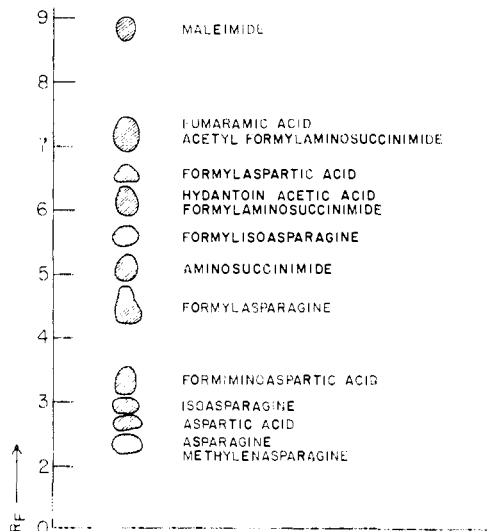 9
MALEIMIDE
8
FUMARAMIC ACID
7
ACETYL FORMYLAMINOSUCCINIMIDE
FORMYLASPARTIC ACID
HYDANTOIN ACETIC ACID
6
FORMYLAMINOSUCCINIMIDE
FORMYLISOASPARAGINE
5
AMINOSUCCINIMIDE
FORMYLASPARAGINE
4
FORMIMINOASPARTIC ACID
3
ISOASPARAGINE
ASPARTIC ACID
ASPARAGINE
2
METHYLENASPARAGINE
RF
0